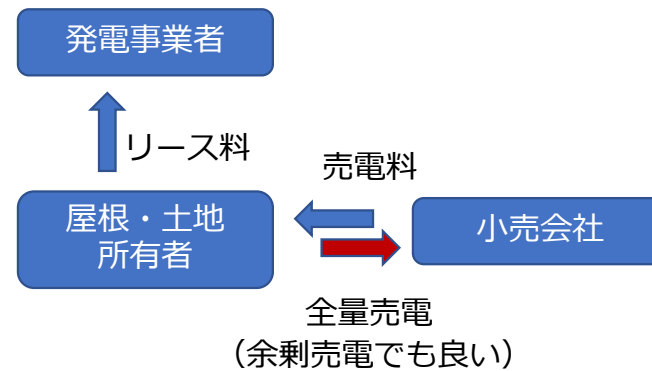 発電事業者
リース料
売電料
屋根・土地
所有者
小売会社
全量売電
（余剰売電でも良い）